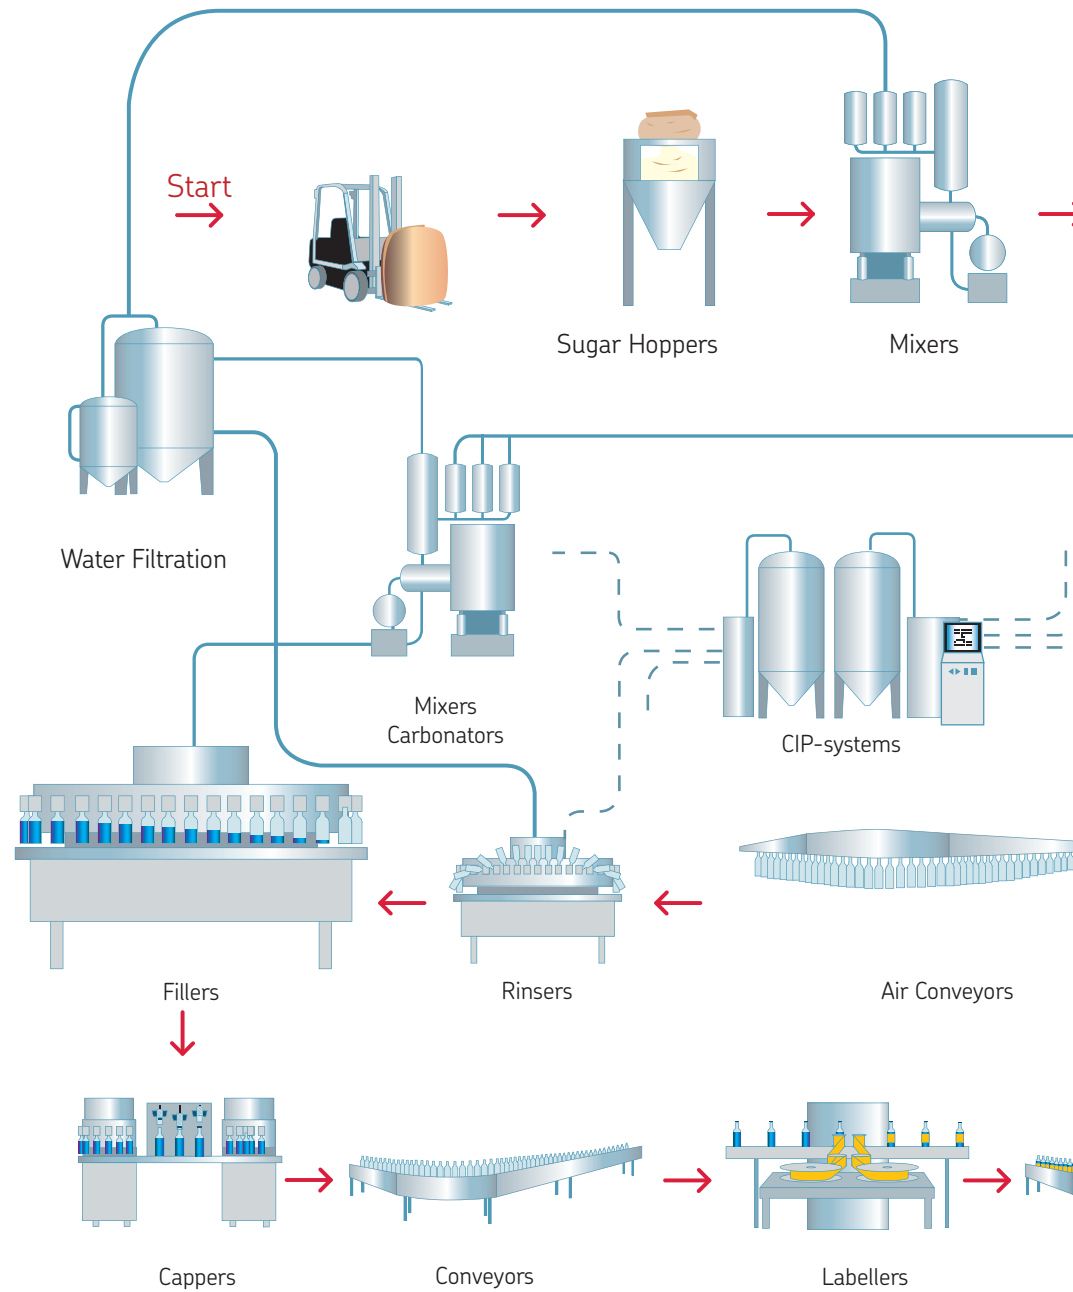 Start
Sugar Hoppers
Mixers
Water Filtration
Mixers
Carbonators
CIP-systems
Fillers
Rinsers
Air Conveyors
Cappers
Conveyors
Labellers